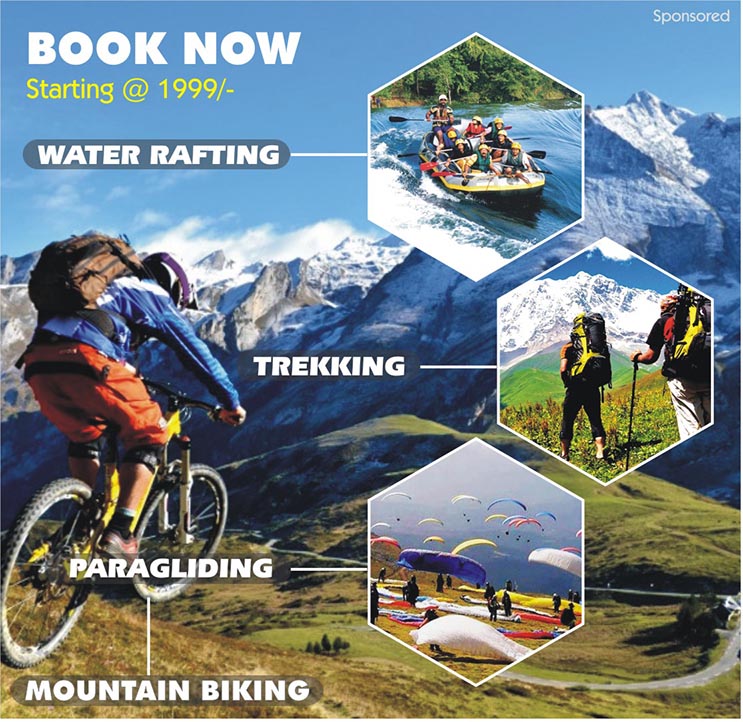 Sponsored
BOOK NOW
Starting @ 1999/-
WATER RAFTING
TREKKING
PARAGLIDING
MOUNTAIN BIKING